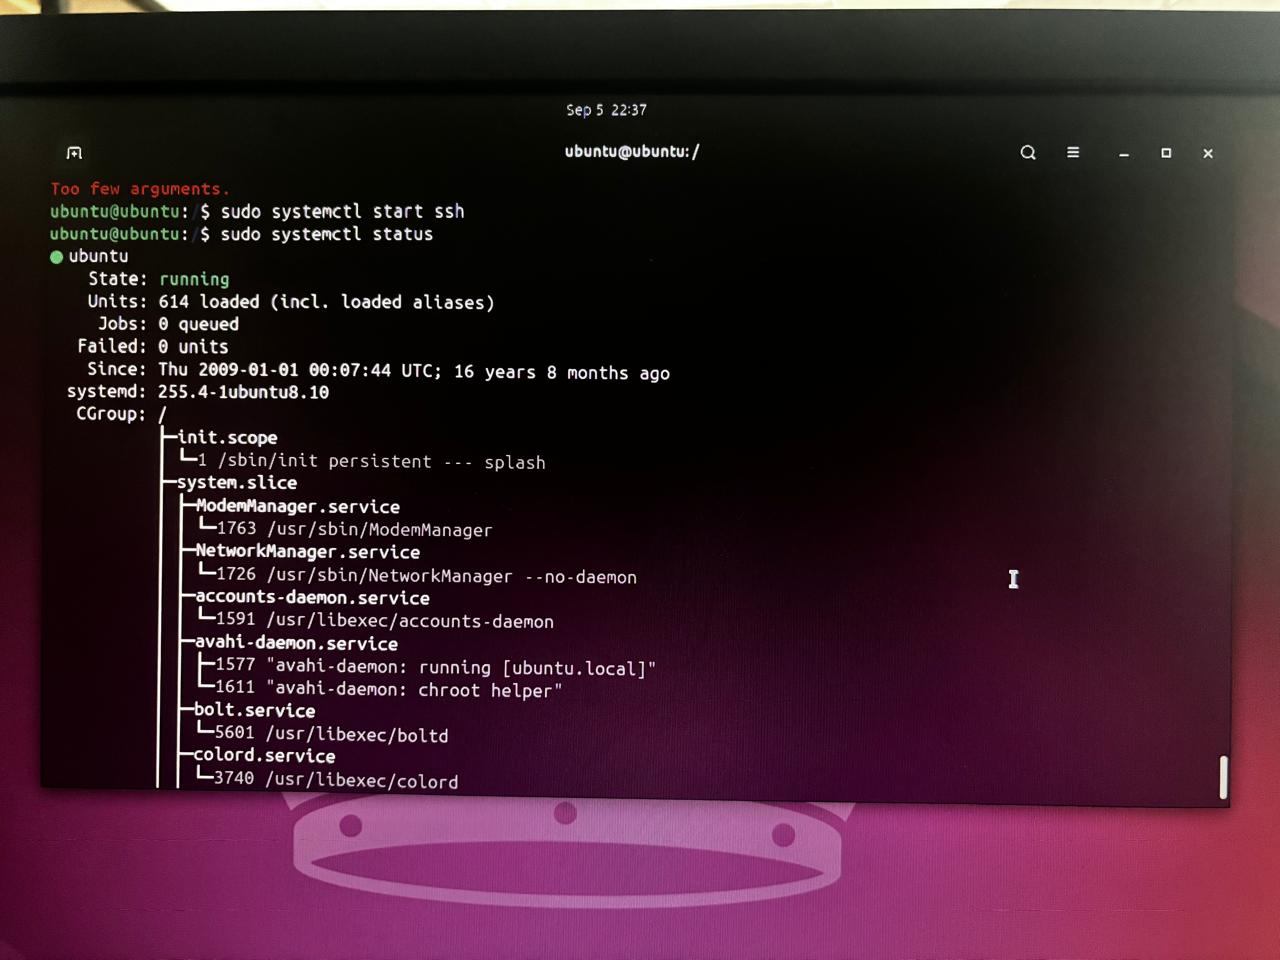 Sep 5 22:37
ubuntu@ubuntu: /
Too few arguments.
ubuntu@ubuntu:/$ sudo systemctl start ssh
ubuntu@ubuntu:/$ sudo systemctl status
● ubuntu
State: running
Units: 614 loaded (incl. loaded aliases)
Jobs: 0 queued
Failed: 0 units
Since: Thu 2009-01-01 00:07:44 UTC; 16 years 8 months ago
systemd: 255.4-1ubuntu8.10
CGroup: /
├─init.scope
│ └─1 /sbin/init persistent --- splash
├─system.slice
│ ├─ModemManager.service
│ │ └─1763 /usr/sbin/ModemManager
│ ├─NetworkManager.service
│ │ └─1726 /usr/sbin/NetworkManager --no-daemon
│ ├─accounts-daemon.service
│ │ └─1591 /usr/libexec/accounts-daemon
│ ├─avahi-daemon.service
│ │ ├─1577 "avahi-daemon: running [ubuntu.local]"
│ │ └─1611 "avahi-daemon: chroot helper"
│ ├─bolt.service
│ │ └─5601 /usr/libexec/boltd
│ ├─colord.service
│ │ └─3740 /usr/libexec/colord